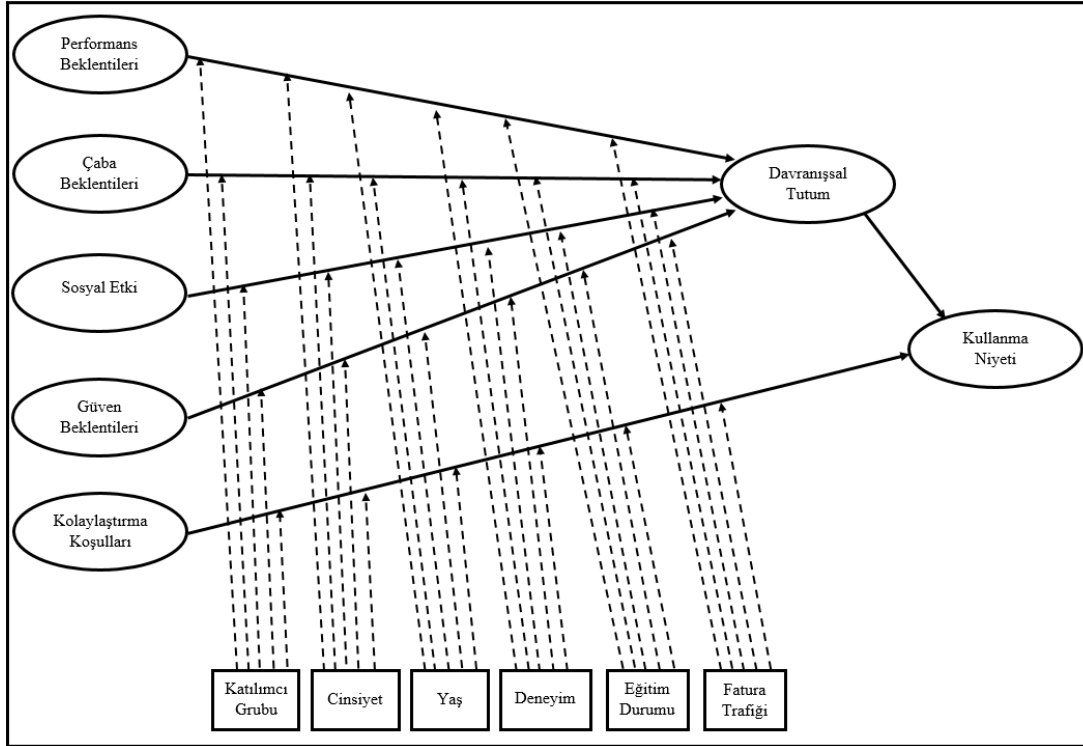 Performans
Beklentileri
Çaba
Beklentileri
Davranışsal
Tutum
Sosyal Etki
Kullanma
Niyeti
Güven
Beklentileri
Kolaylaştırma
Koşulları
Katılımcı
Grubu
Cinsiyet
Yaş
Deneyim
Eğitim
Durumu
Fatura
Trafiği